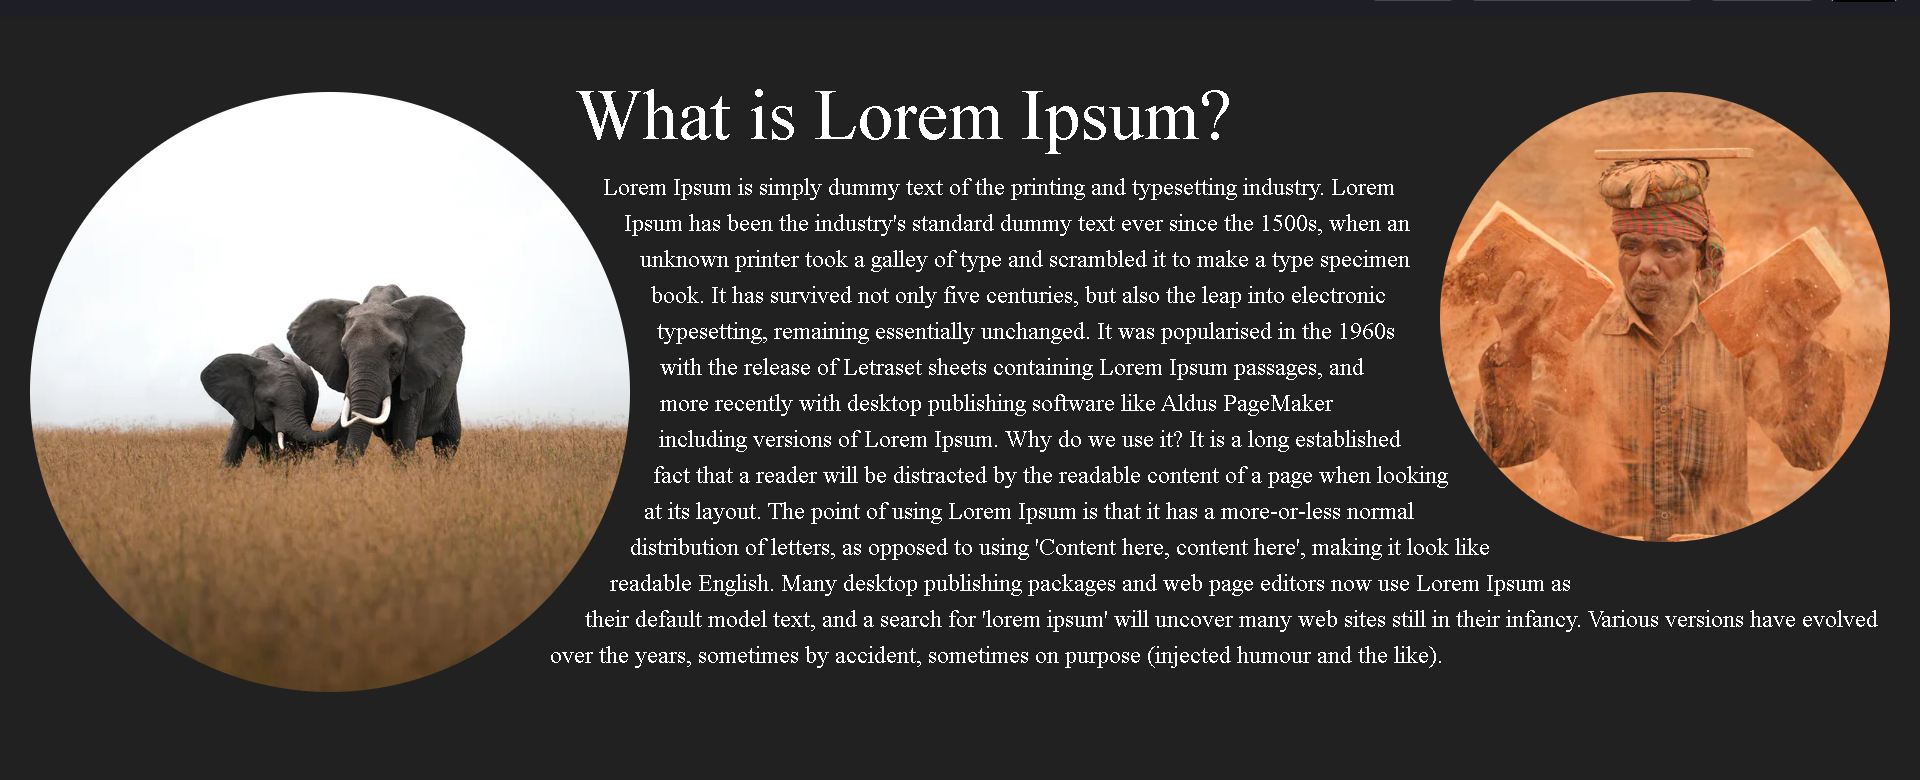 What is Lorem Ipsum?
Lorem Ipsum is simply dummy text of the printing and typesetting industry. Lorem
Ipsum has been the industry's standard dummy text ever since the 1500s, when an
unknown printer took a galley of type and scrambled it to make a type specimen
book. It has survived not only five centuries, but also the leap into electronic
typesetting, remaining essentially unchanged. It was popularised in the 1960s
with the release of Letraset sheets containing Lorem Ipsum passages, and
more recently with desktop publishing software like Aldus PageMaker
including versions of Lorem Ipsum. Why do we use it? It is a long established
fact that a reader will be distracted by the readable content of a page when looking
at its layout. The point of using Lorem Ipsum is that it has a more-or-less normal
distribution of letters, as opposed to using 'Content here, content here', making it look like
readable English. Many desktop publishing packages and web page editors now use Lorem Ipsum as
their default model text, and a search for 'lorem ipsum' will uncover many web sites still in their infancy. Various versions have evolved
over the years, sometimes by accident, sometimes on purpose (injected humour and the like).